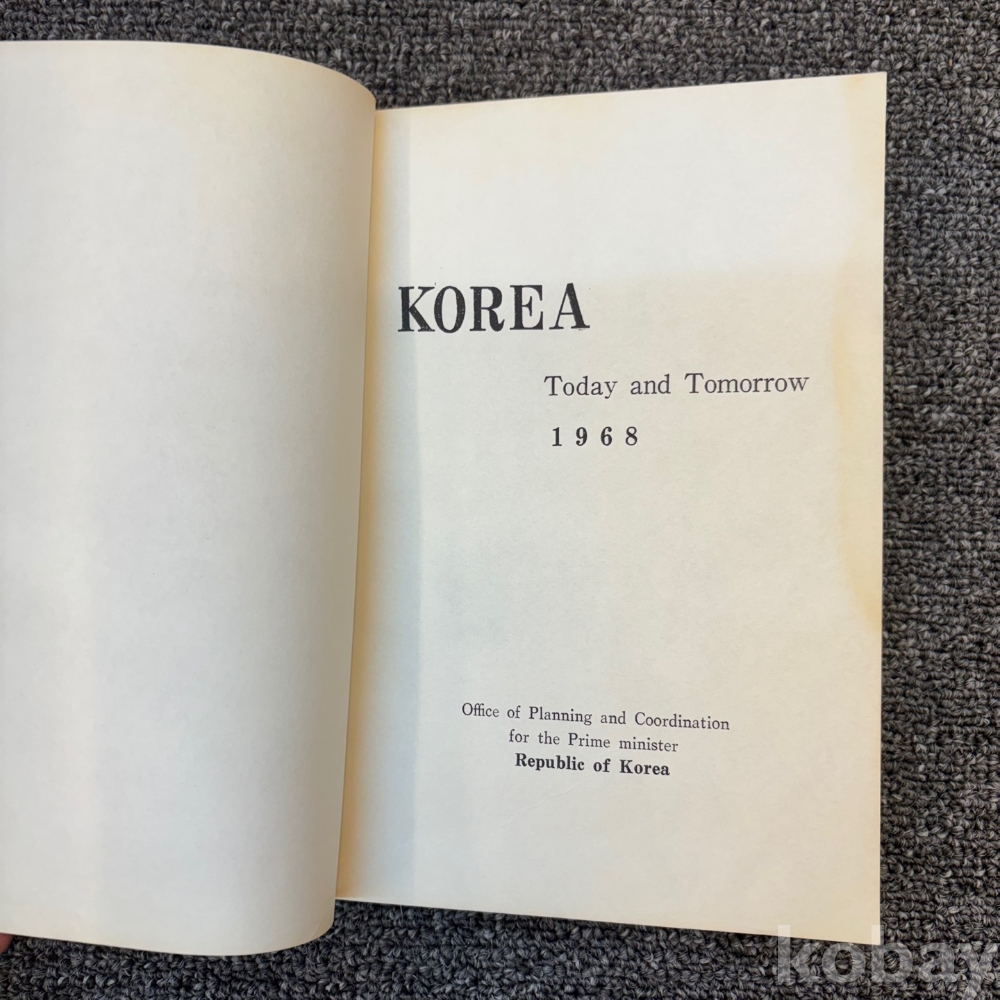 KOREA
Today and Tomorrow
1968
Office of Planning and Coordination
for the Prime minister
Republic of Korea
kobay